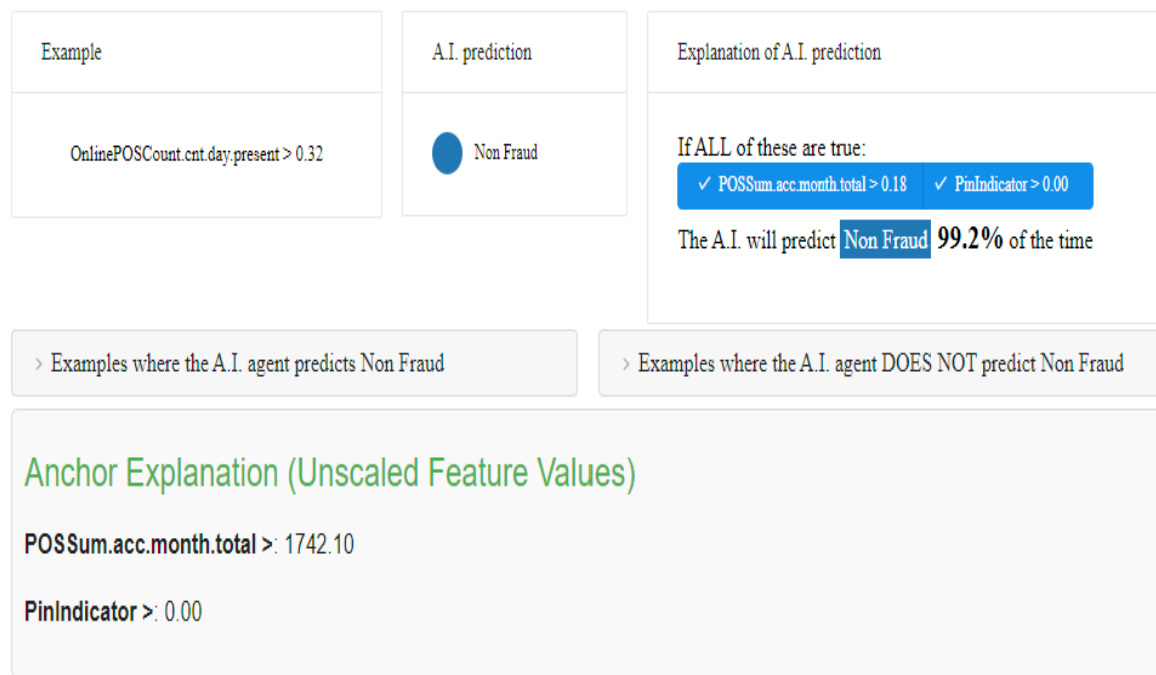 Example
A.I. prediction
Explanation of A.I. prediction
OnlinePOSCount.cnt.day.present > 0.32
Non Fraud
If ALL of these are true:
✓ POSSum.acc.month.total > 0.18 ✓ PinIndicator > 0.00
The A.I. will predict Non Fraud 99.2% of the time
> Examples where the A.I. agent predicts Non Fraud
> Examples where the A.I. agent DOES NOT predict Non Fraud
Anchor Explanation (Unscaled Feature Values)
POSSum.acc.month.total >: 1742.10
PinIndicator >: 0.00